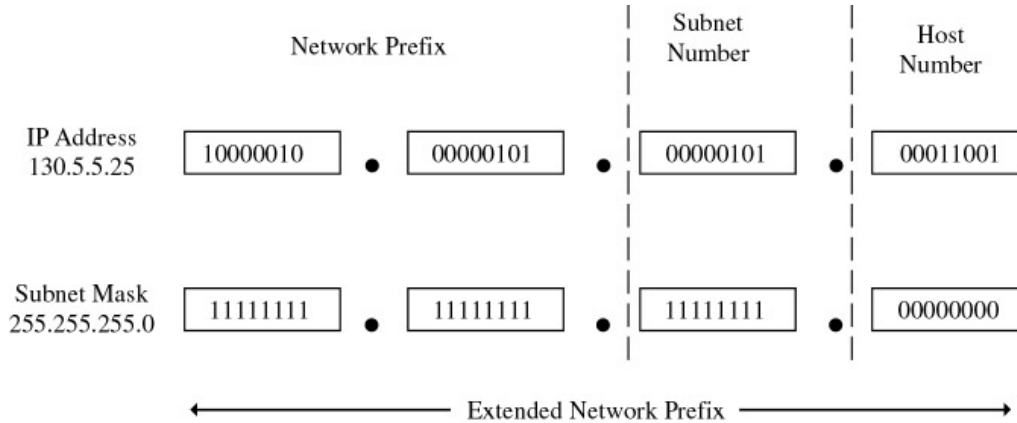 Network Prefix
Subnet
Number
Host
Number
IP Address
130.5.5.25
10000010
00000101
00000101
00011001
Subnet Mask
255.255.255.0
11111111
11111111
11111111
00000000
Extended Network Prefix